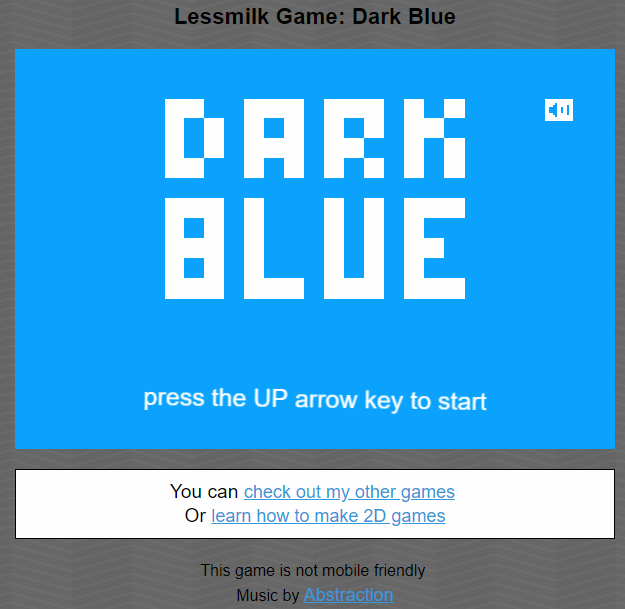 Lessmilk Game: Dark Blue
DARK
BLUE
press the UP arrow key to start
You can check out my other games
Or learn how to make 2D games
This game is not mobile friendly
Music by Abstraction